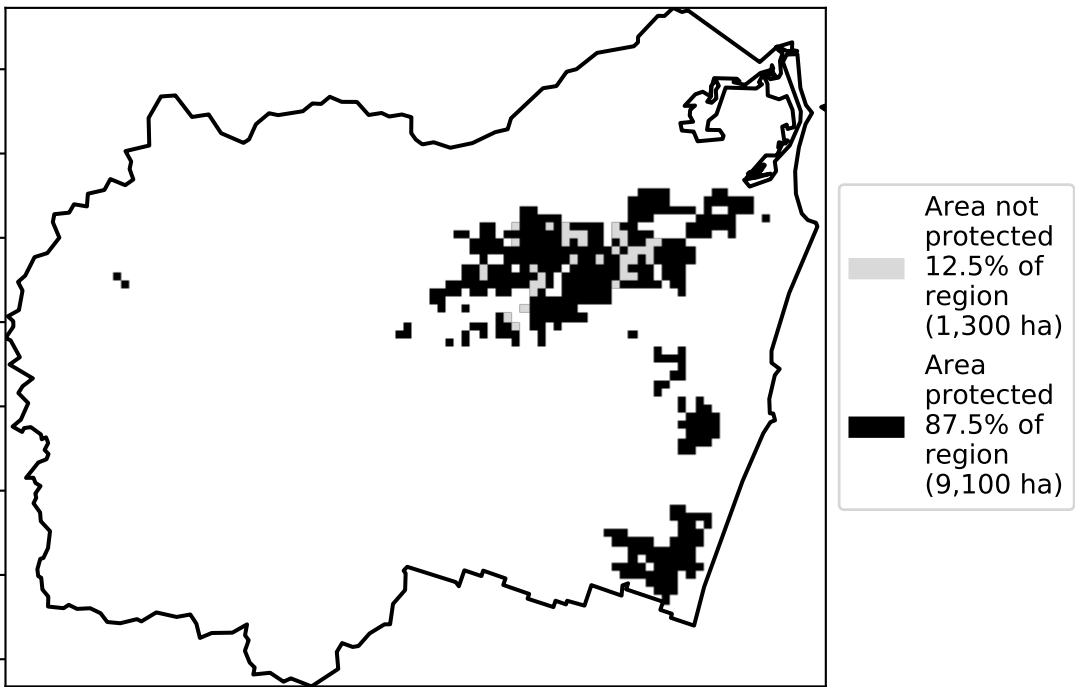 Area not
protected
12.5% of
region
(1,300 ha)
Area
protected
87.5% of
region
(9,100 ha)